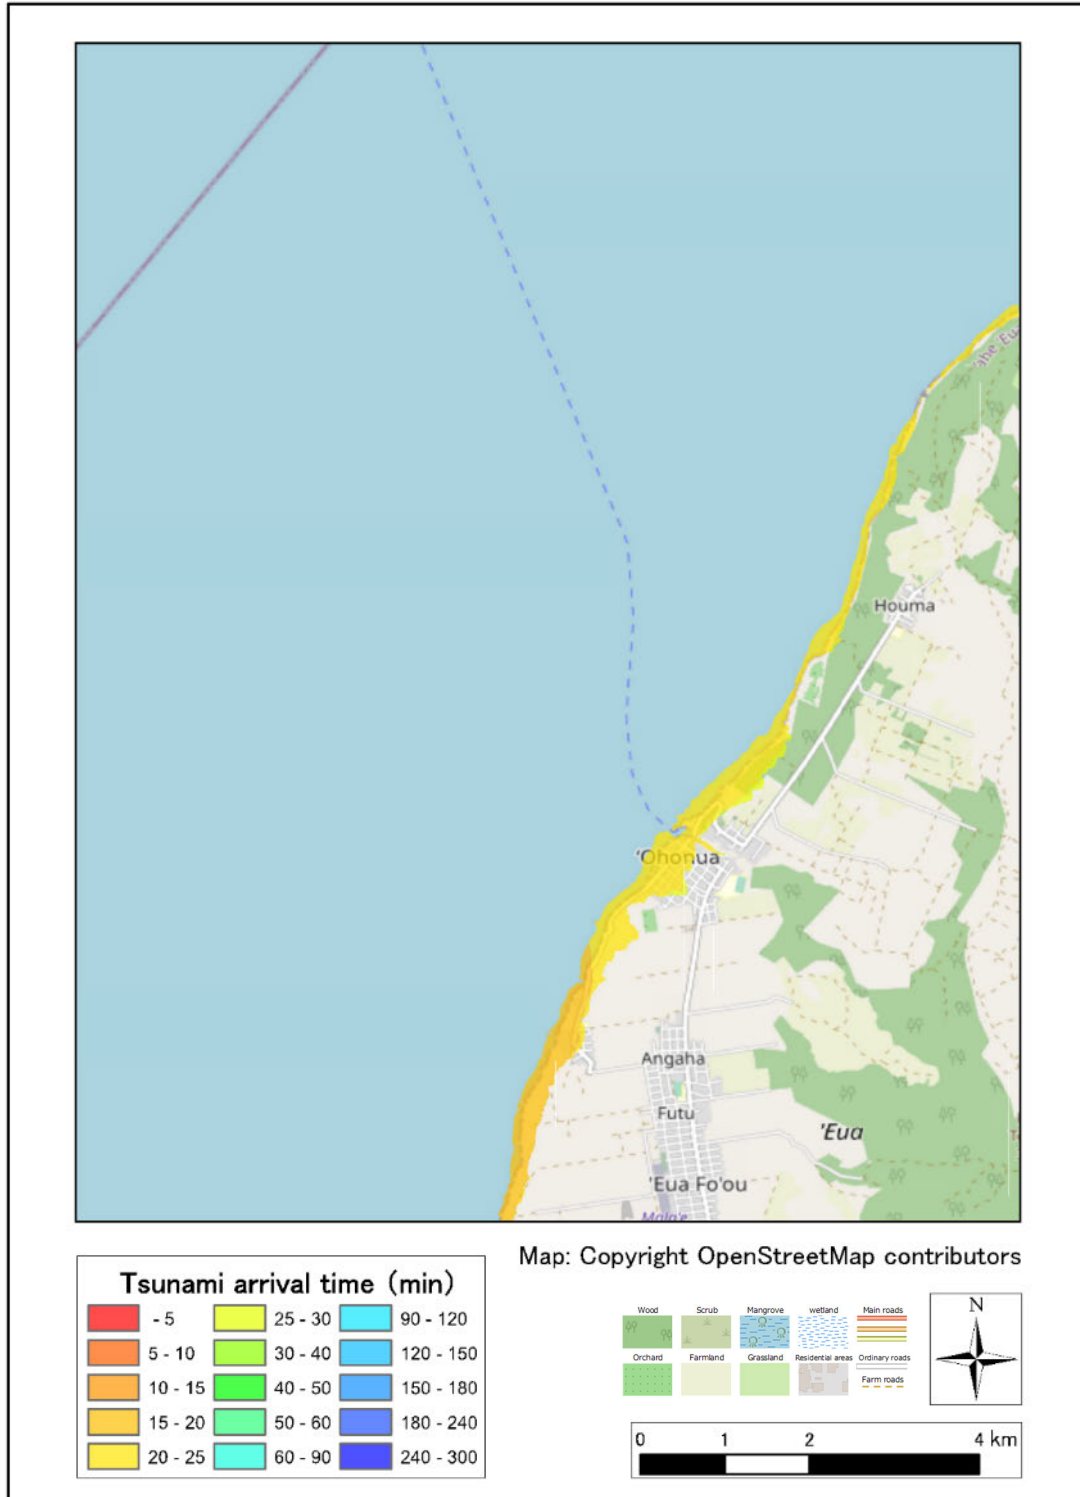 'ahe 'Eu
Houma
'Ohonua
Angaha
Futu
'Eua
'Eua Fo'ou
Mala'e
Map: Copyright OpenStreetMap contributors
Tsunami arrival time (min)
- 5
5 - 10
10 - 15
15 - 20
20 - 25
25 - 30
30 - 40
40 - 50
50 - 60
60 - 90
90 - 120
120 - 150
150 - 180
180 - 240
240 - 300
Wood Scrub Mangrove wetland Main roads
Orchard Farmland Grassland Residential areas Ordinary roads
Farm roads
N
0 1 2 4 km